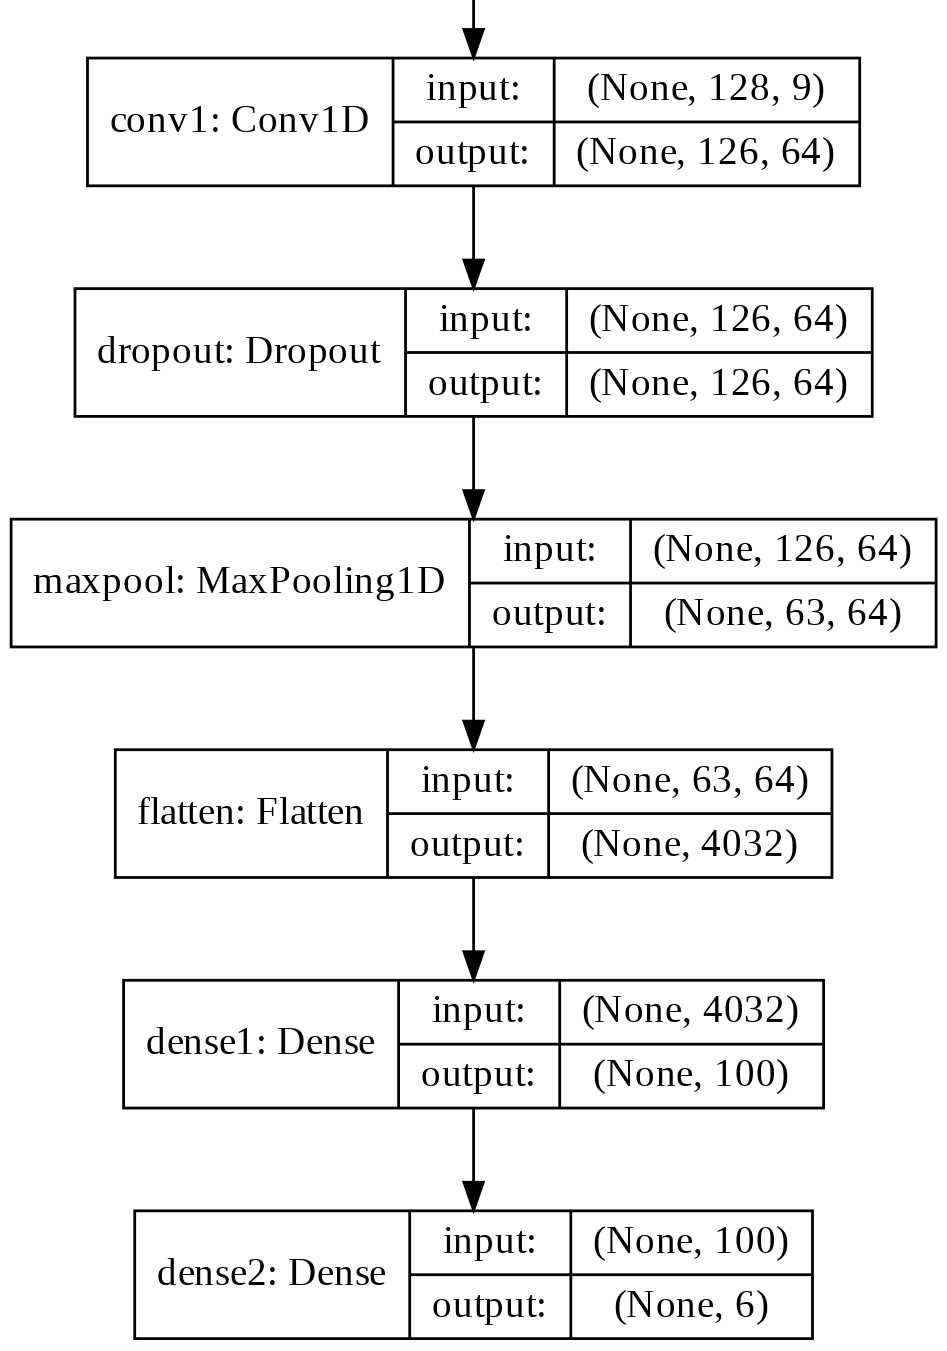 conv1: Conv1D
input:
(None, 128, 9)
output:
(None, 126, 64)
dropout: Dropout
input:
(None, 126, 64)
output:
(None, 126, 64)
maxpool: MaxPooling1D
input:
(None, 126, 64)
output:
(None, 63, 64)
flatten: Flatten
input:
(None, 63, 64)
output:
(None, 4032)
dense1: Dense
input:
(None, 4032)
output:
(None, 100)
dense2: Dense
input:
(None, 100)
output:
(None, 6)